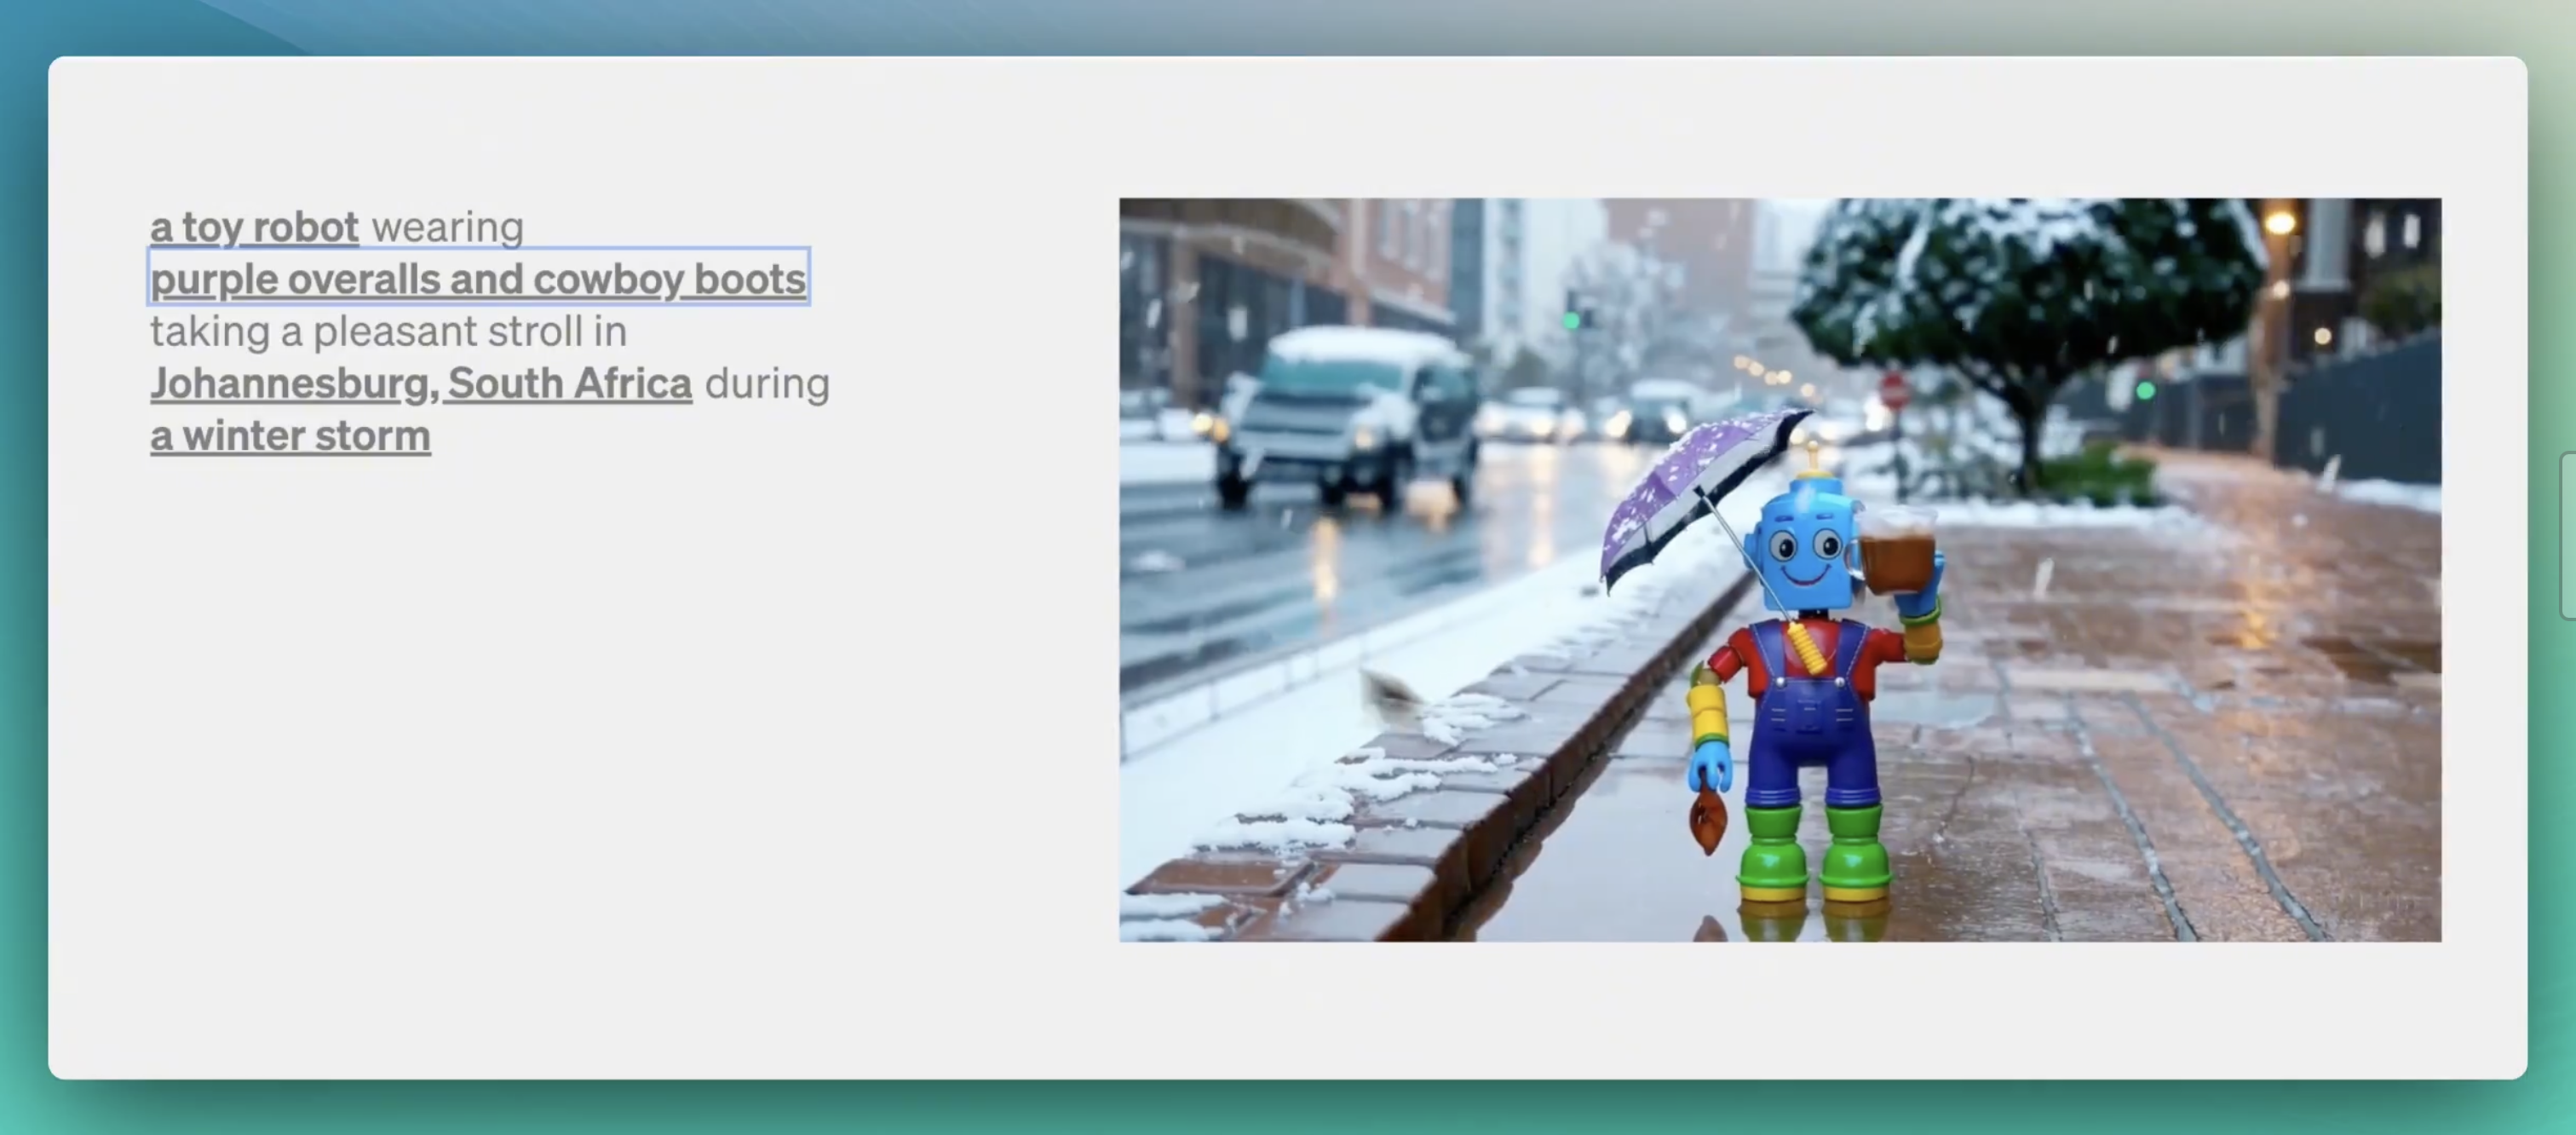 a toy robot wearing
purple overalls and cowboy boots
taking a pleasant stroll in
Johannesburg, South Africa during
a winter storm